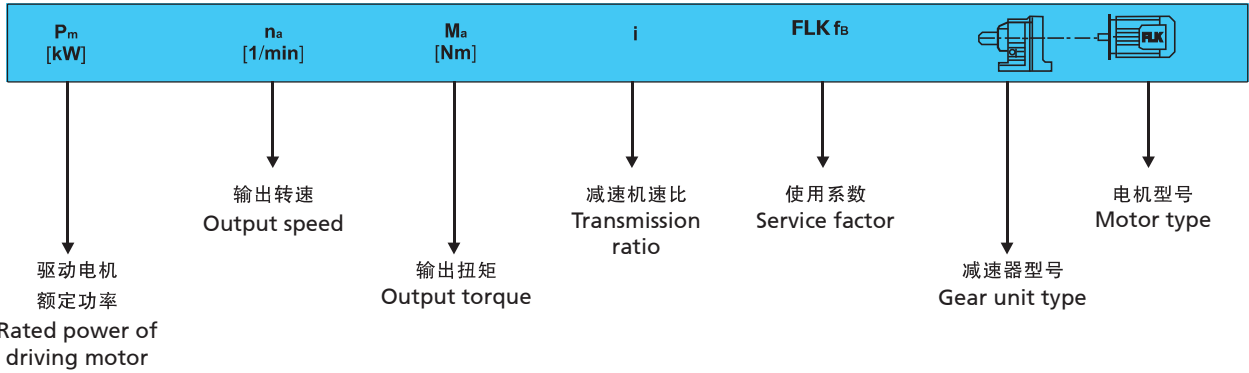 Pm
[kW]
na
[1/min]
Ma
[Nm]
i
FLK fB
FLK
驱动电机
额定功率
Rated power of
driving motor
输出转速
Output speed
输出扭矩
Output torque
减速机速比
Transmission
ratio
使用系数
Service factor
减速器型号
Gear unit type
电机型号
Motor type